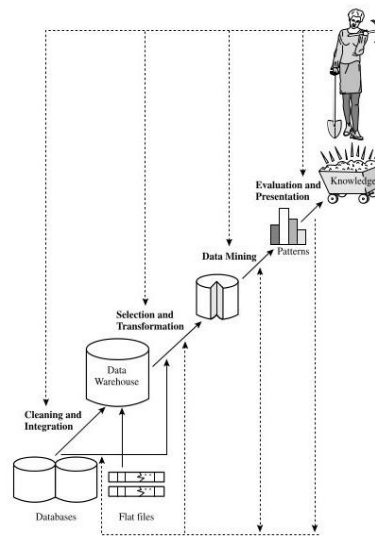 Evaluation and
Presentation
Knowledge
Data Mining
Patterns
Selection and
Transformation
Data
Warehouse
Cleaning and
Integration
Databases
Flat files